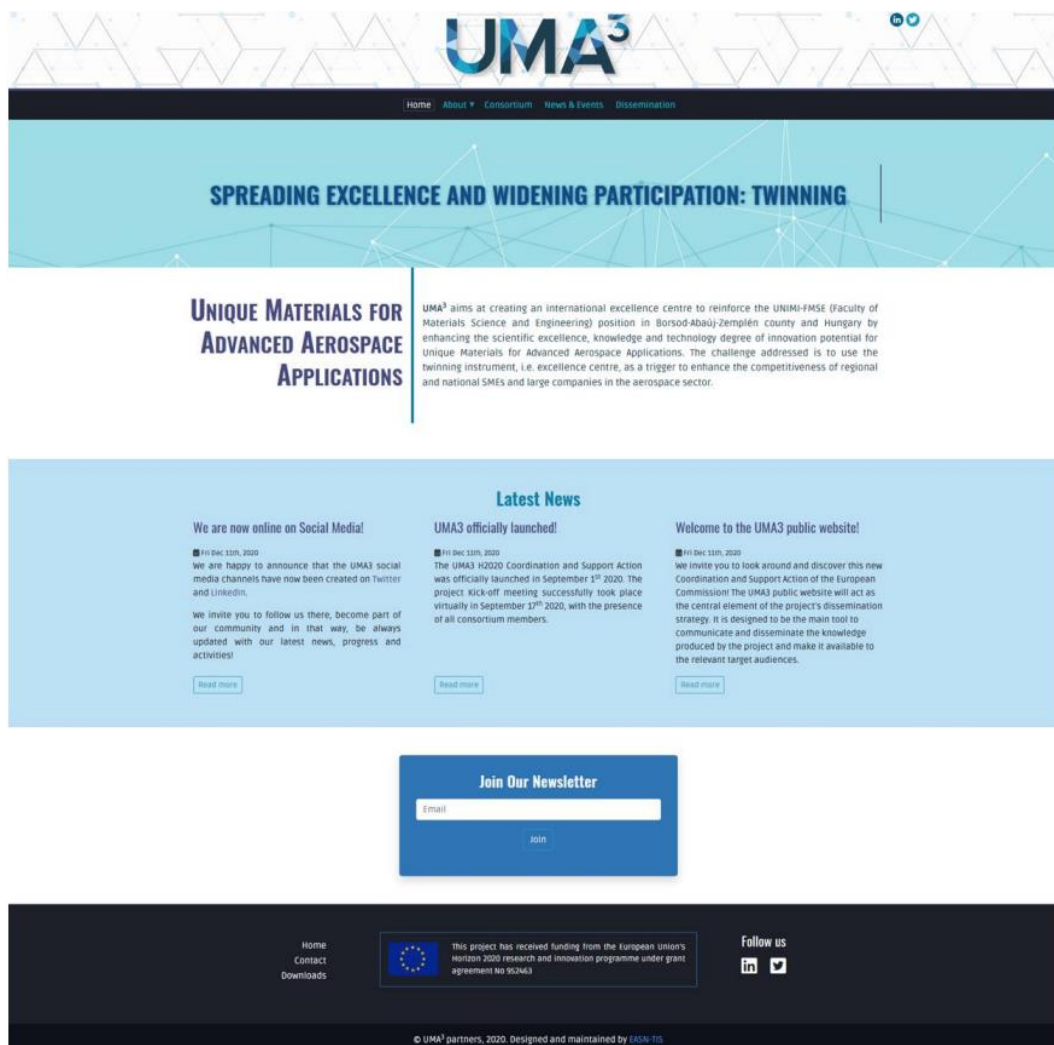 UMA³
Home About ▾ Consortium News & Events Dissemination
SPREADING EXCELLENCE AND WIDENING PARTICIPATION: TWINNING
UNIQUE MATERIALS FOR
ADVANCED AEROSPACE
APPLICATIONS
UMA³ aims at creating an international excellence centre to reinforce the UNIMI-FMSE (Faculty of
Materials Science and Engineering) position in Borsod-Abaúj-Zemplén county and Hungary by
enhancing the scientific excellence, knowledge and technology degree of innovation potential for
Unique Materials for Advanced Aerospace Applications. The challenge addressed is to use the
twinning instrument, i.e. excellence centre, as a trigger to enhance the competitiveness of regional
and national SMEs and large companies in the aerospace sector.
Latest News
We are now online on Social Media!
Fri Dec 11th, 2020
We are happy to announce that the UMA3 social
media channels have now been created on Twitter
and LinkedIn.
We invite you to follow us there, become part of
our community and in that way, be always
updated with our latest news, progress and
activities!
Read more
UMA3 officially launched!
Fri Dec 11th, 2020
The UMA3 H2020 Coordination and Support Action
was officially launched in September 1st 2020. The
project Kick-off meeting successfully took place
virtually in September 17th 2020, with the presence
of all consortium members.
Read more
Welcome to the UMA3 public website!
Fri Dec 11th, 2020
We invite you to look around and discover this new
Coordination and Support Action of the European
Commission! The UMA3 public website will act as
the central element of the project's dissemination
strategy. It is designed to be the main tool to
communicate and disseminate the knowledge
produced by the project and make it available to
the relevant target audiences.
Read more
Join Our Newsletter
Email
Join
Home
Contact
Downloads
This project has received funding from the European Union's
Horizon 2020 research and innovation programme under grant
agreement No 952463
Follow us
© UMA³ partners, 2020. Designed and maintained by EASN-TIS